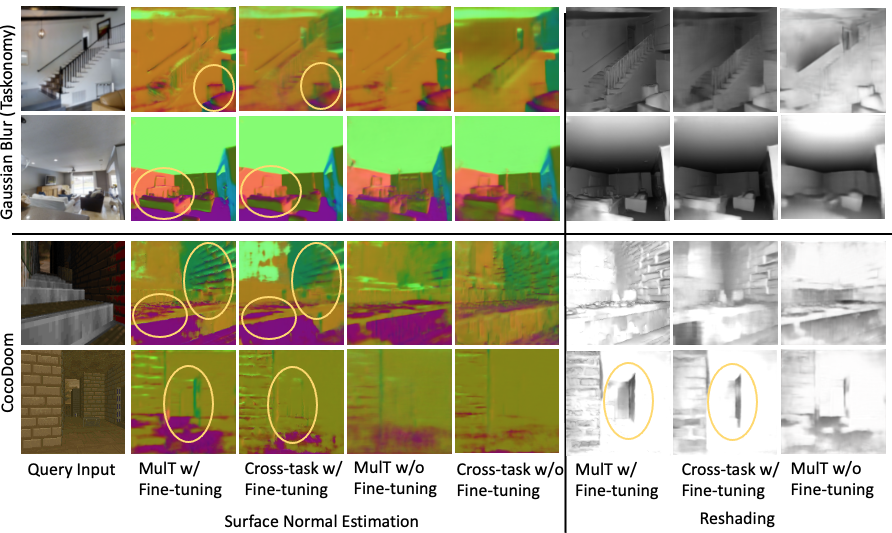 Gaussian Blur (Taskonomy)
CocoDoom
Query Input
MulT w/
Fine-tuning
Cross-task w/
Fine-tuning
MulT w/o
Fine-tuning
Cross-task w/o
Fine-tuning
MulT w/
Fine-tuning
Cross-task w/
Fine-tuning
MulT w/o
Fine-tuning
Surface Normal Estimation
Reshading